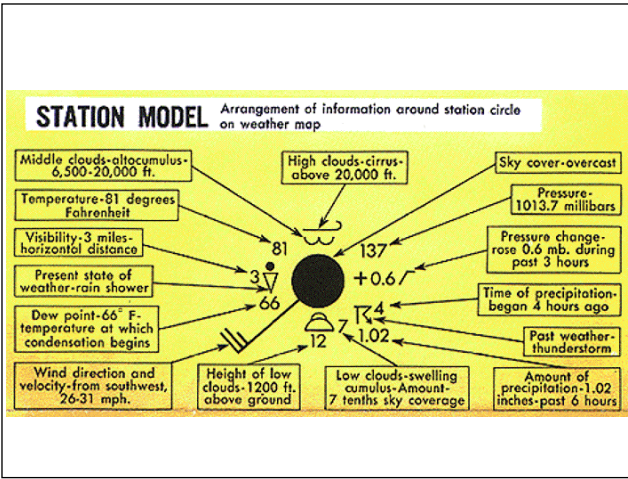 STATION MODEL
Arrangement of information around station circle
on weather map
Middle clouds-altocumulus-
6,500-20,000 ft.
High clouds-cirrus-
above 20,000 ft.
Sky cover-overcast
Temperature-81 degrees
Fahrenheit
Pressure-
1013.7 millibars
Visibility-3 miles-
horizontal distance
Pressure change-
rose 0.6 mb. during
past 3 hours
Present state of
weather-rain shower
Time of precipitation-
began 4 hours ago
Dew point-66° F-
temperature at which
condensation begins
Past weather-
thunderstorm
Wind direction and
velocity-from southwest,
26-31 mph.
Height of low
clouds-1200 ft.
above ground
Low clouds-swelling
cumulus-Amount-
7 tenths sky coverage
Amount of
precipitation-1.02
inches-past 6 hours
81
137
3
+0.6
66
4
7
1.02
12